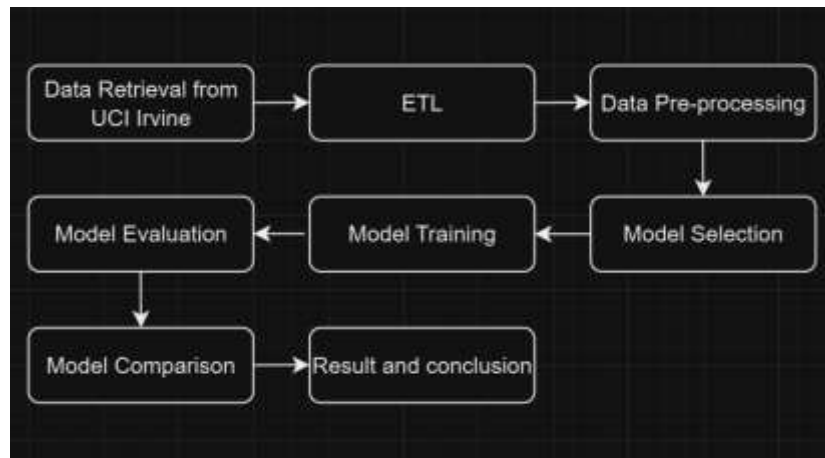 Data Retrieval from
UCI Irvine
ETL
Data Pre-processing
Model Selection
Model Training
Model Evaluation
Model Comparison
Result and conclusion